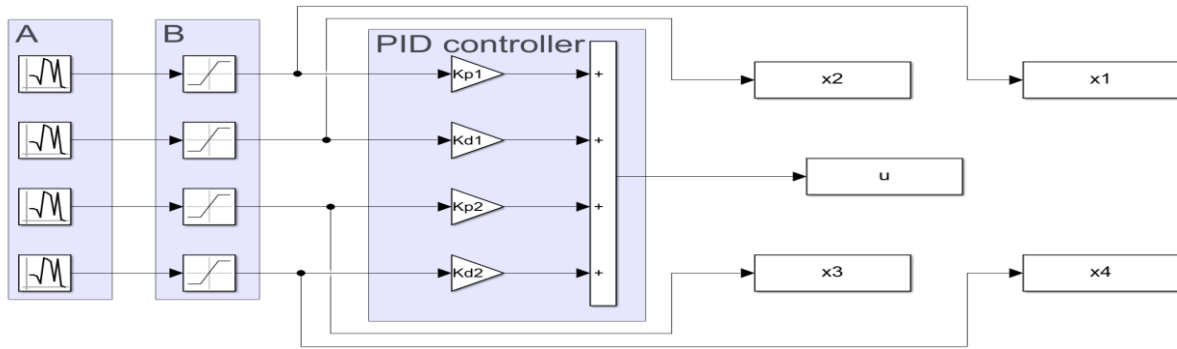 A
B
PID controller
Kp1
+
x2
x1
Kd1
+
u
Kp2
+
Kd2
+
x3
x4